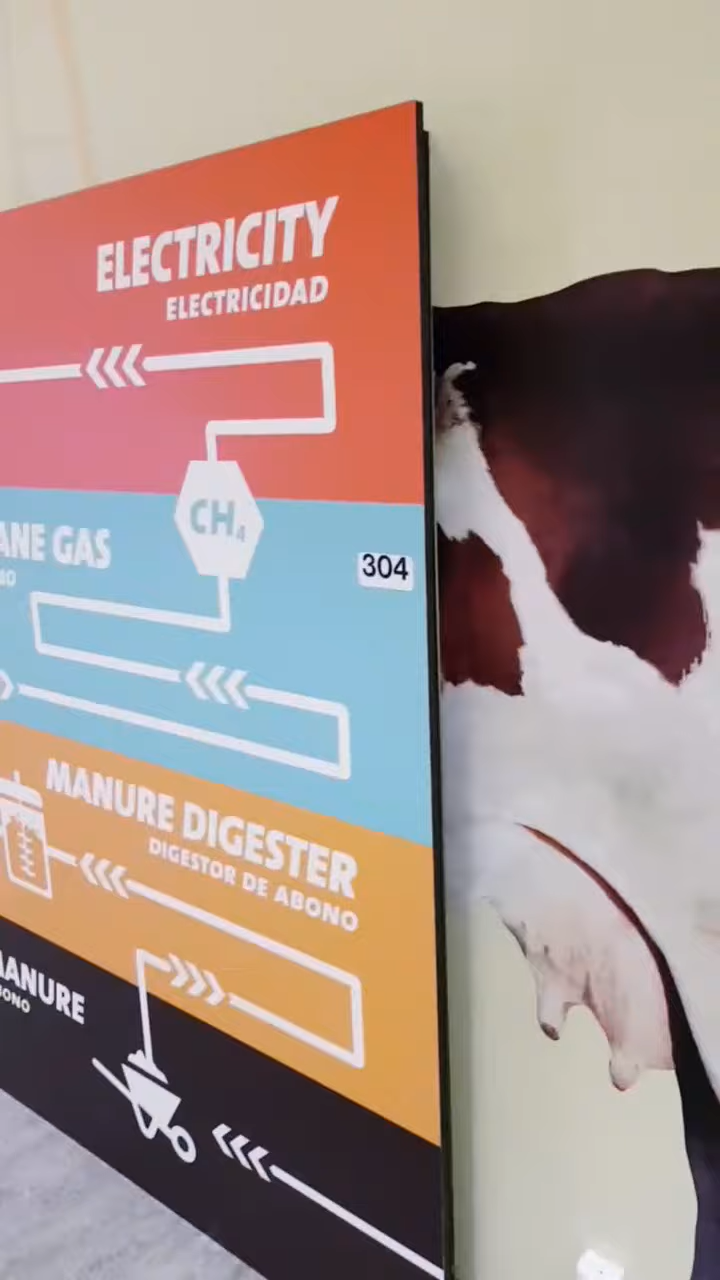 ELECTRICITY
ELECTRICIDAD
CH₄
ANE GAS
304
MANURE DIGESTER
DIGESTOR DE ABONO
MANURE